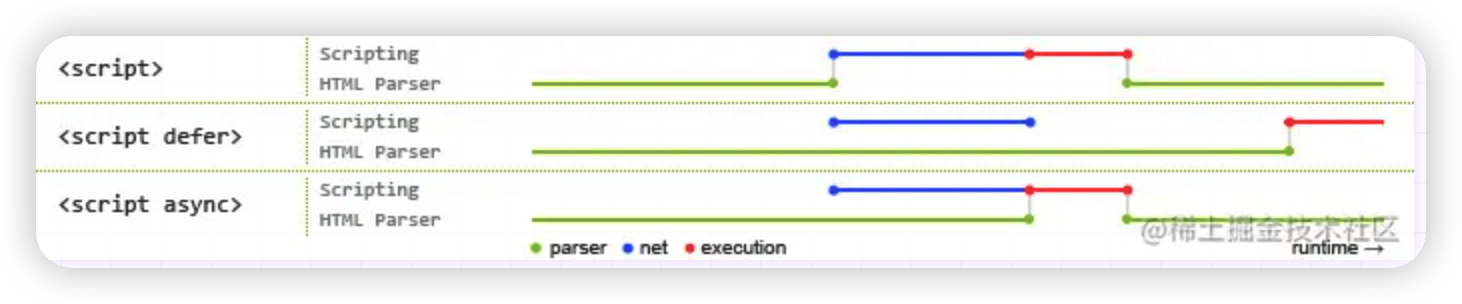 <script>
Scripting
HTML Parser
<script defer>
Scripting
HTML Parser
<script async>
Scripting
HTML Parser
@稀土掘金技术社区
parser net execution
runtime →